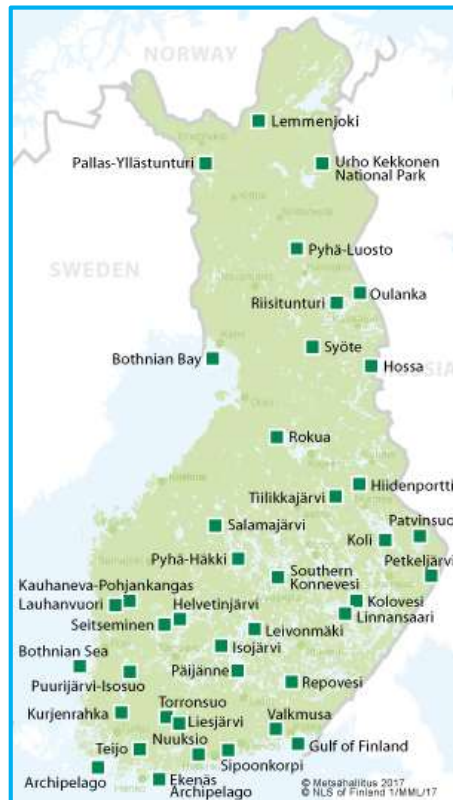 NORWAY
Lemmenjoki
Pallas-Yllästunturi
Urho Kekkonen
National Park
Pyhä-Luosto
SWEDEN
Oulanka
Riisitunturi
Syöte
Bothnian Bay
Hossa
Rokua
Hiidenportti
Tiilikkajärvi
Patvinsuo
Salamajärvi
Koli
Pyhä-Häkki
Petkeljärvi
Southern
Konnevesi
Kauhaneva-Pohjankangas
Lauhanvuori
Helvetinjärvi
Kolovesi
Linnansaari
Seitseminen
Leivonmäki
Isojärvi
Bothnian Sea
Päijänne
Puurijärvi-Isosuo
Repovesi
Torronsuo
Kurjenrahka
Liesjärvi
Valkmusa
Teijo
Nuuksio
Gulf of Finland
Sipoonkorpi
Archipelago
Ekenäs
Archipelago
© Metsähallitus 2017
© NLS of Finland 1/MML/17